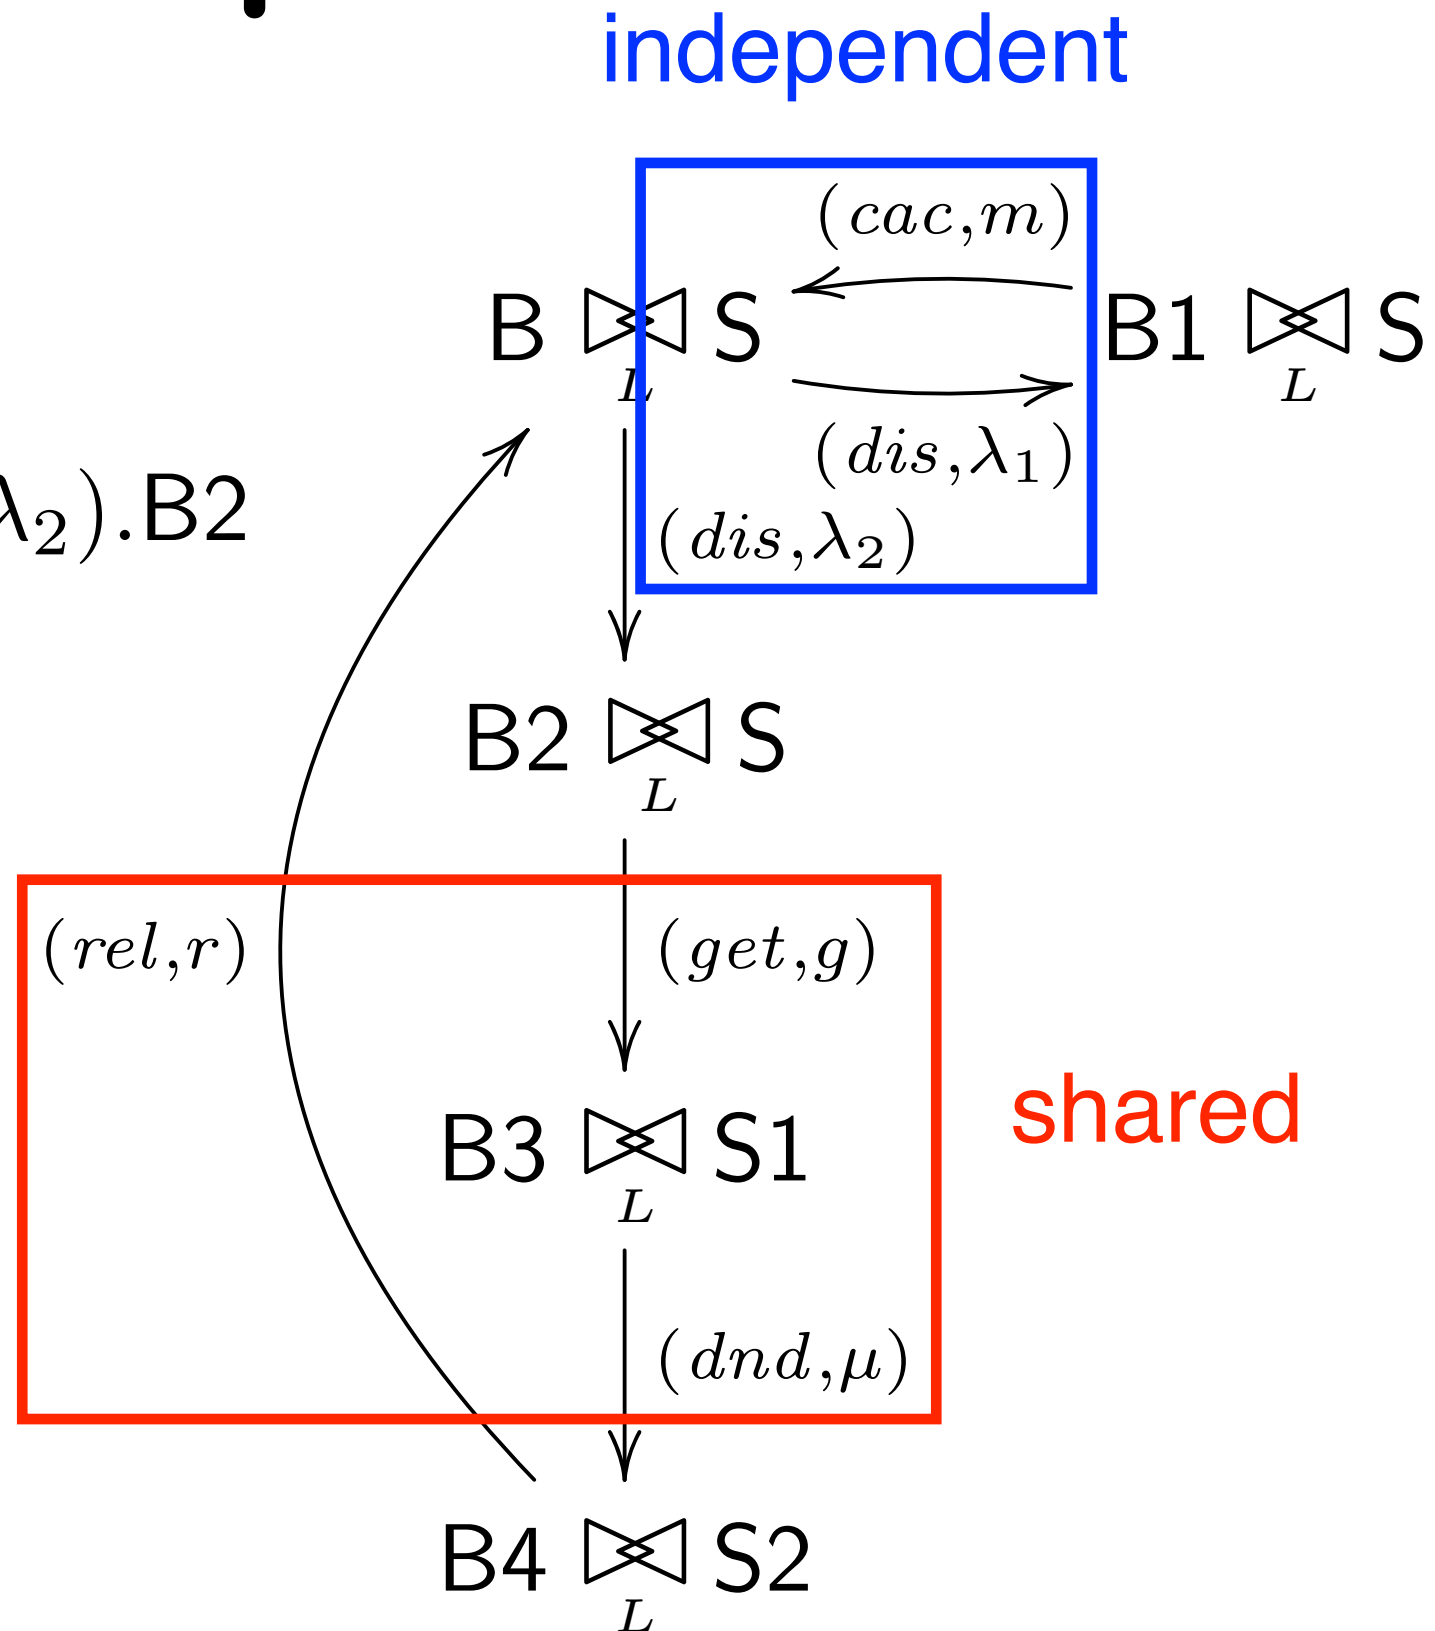 independent
(cac,m)
B ⋈ S B1 ⋈ S
L L
(dis,λ₁)
λ₂).B2
(dis,λ₂)
B2 ⋈ S
L
(rel,r) (get,g)
shared
B3 ⋈ S1
L
(dnd,μ)
B4 ⋈ S2
L